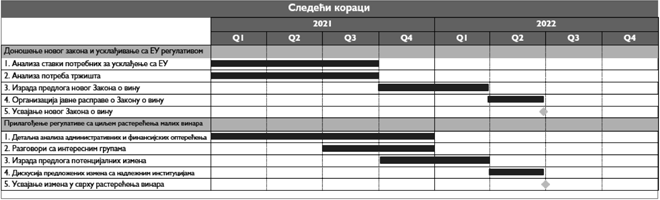 Следећи кораци
2021 2022
Q1 Q2 Q3 Q4 Q1 Q2 Q3 Q4
Доношење новог закона и усклађивање са ЕУ регулативом
1. Анализа ставки потребних за усклађење са ЕУ
2. Анализа потреба тржишта
3. Израда предлога новог Закона о вину
4. Организација јавне расправе о Закону о вину
5. Усвајање новог Закона о вину
Прилагођење регулативе са циљем растерећења малих винара
1. Детаљна анализа административних и финансијских оптерећења
2. Разговори са интересним групама
3. Израда предлога потенцијалних измена
4. Дискусија предложених измена са надлежним институцијама
5. Усвајање измена у сврху растерећења винара